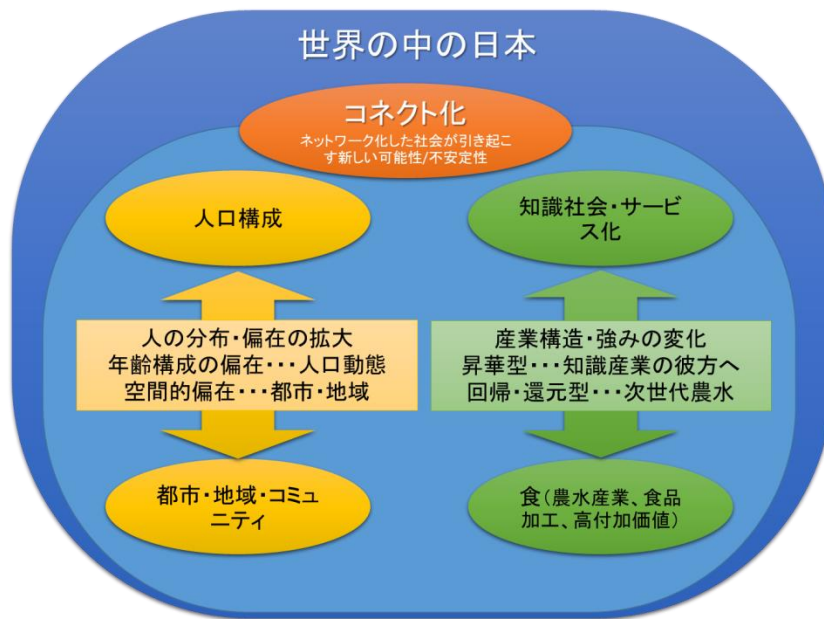 世界の中の日本
コネクト化
ネットワーク化した社会が引き起こ
す新しい可能性/不安定性
人口構成
知識社会・サービ
ス化
人の分布・偏在の拡大
年齢構成の偏在・・・人口動態
空間的偏在・・・都市・地域
産業構造・強みの変化
昇華型・・・知識産業の彼方へ
回帰・還元型・・・次世代農水
都市・地域・コミュ
ニティ
食(農水産業、食品
加工、高付加価値)